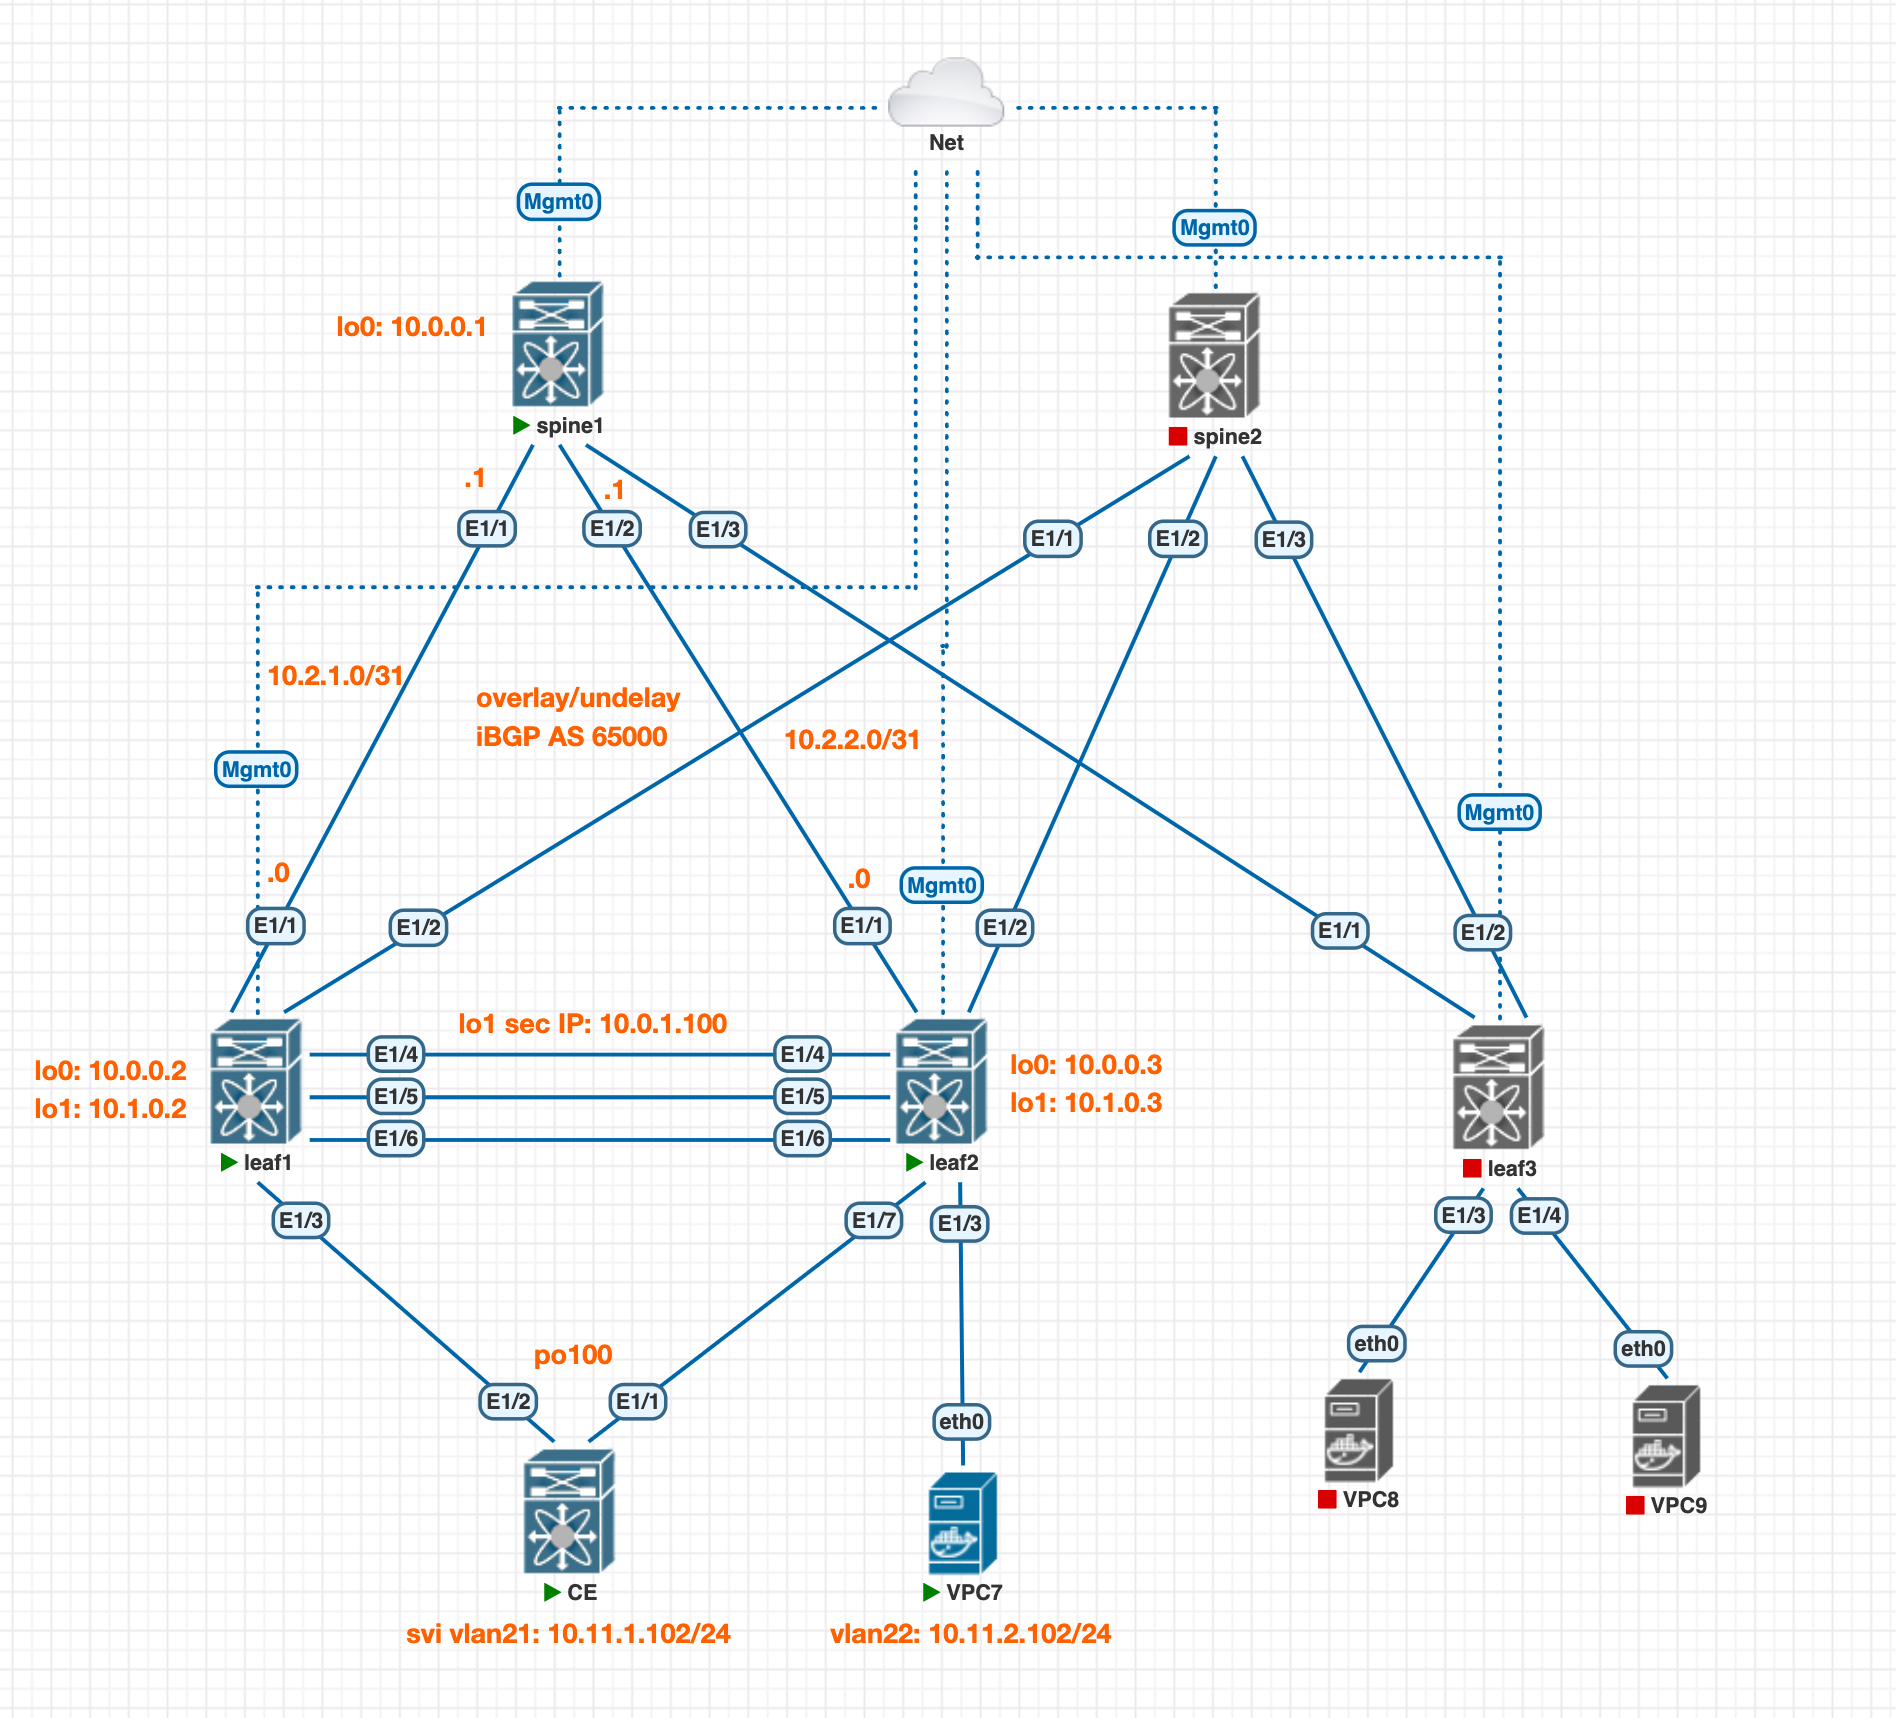 Net
Mgmt0
Mgmt0
lo0: 10.0.0.1
spine1
spine2
.1
.1
E1/1
E1/2
E1/3
E1/1
E1/2
E1/3
10.2.1.0/31
overlay/undelay
iBGP AS 65000
10.2.2.0/31
Mgmt0
Mgmt0
.0
.0
Mgmt0
E1/1
E1/2
E1/1
E1/2
E1/1
E1/2
lo1 sec IP: 10.0.1.100
E1/4
E1/4
lo0: 10.0.0.2
lo1: 10.1.0.2
E1/5
E1/5
lo0: 10.0.0.3
lo1: 10.1.0.3
E1/6
E1/6
leaf1
leaf2
leaf3
E1/3
E1/7
E1/3
E1/3
E1/4
po100
eth0
eth0
E1/2
E1/1
eth0
VPC8
VPC9
CE
VPC7
svi vlan21: 10.11.1.102/24
vlan22: 10.11.2.102/24